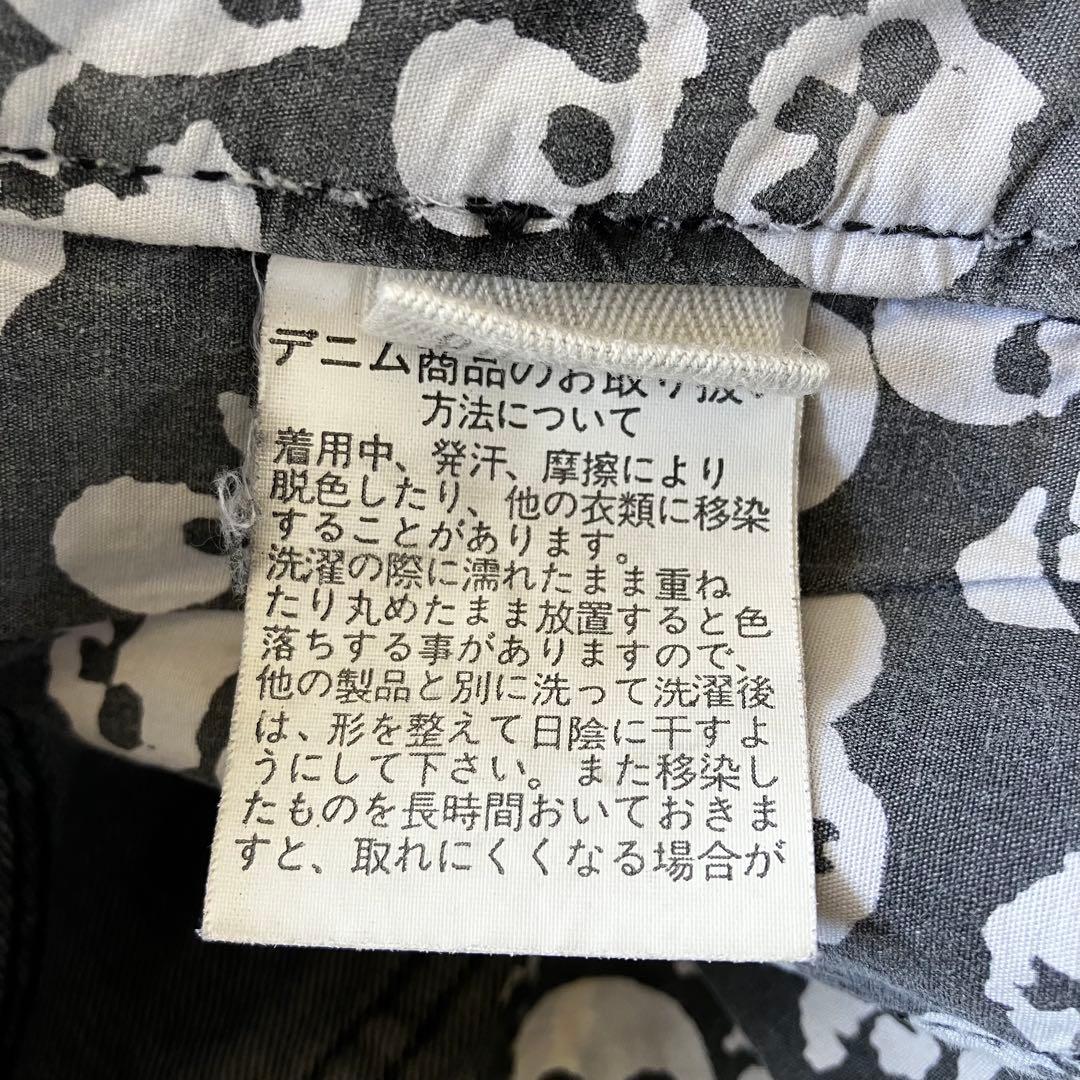 デニム商品のお取り扱い
方法について
着用中、発汗、摩擦により
脱色したり、他の衣類に移染
することがあります。
洗濯の際に濡れたまま重ね
たり丸めたまま放置すると色
落ちする事がありますので、
他の製品と別に洗って洗濯後
は、形を整えて日陰に干すよ
うにして下さい。また移染し
たものを長時間おいておきま
すと、取れにくくなる場合が